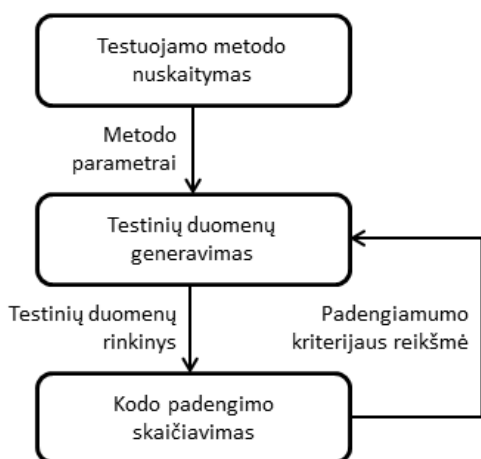 Testuojamo metodo
nuskaitymas
Metodo
parametrai
Testinių duomenų
generavimas
Testinių duomenų
rinkinys
Padengiamumo
kriterijaus reikšmė
Kodo padengimo
skaičiavimas